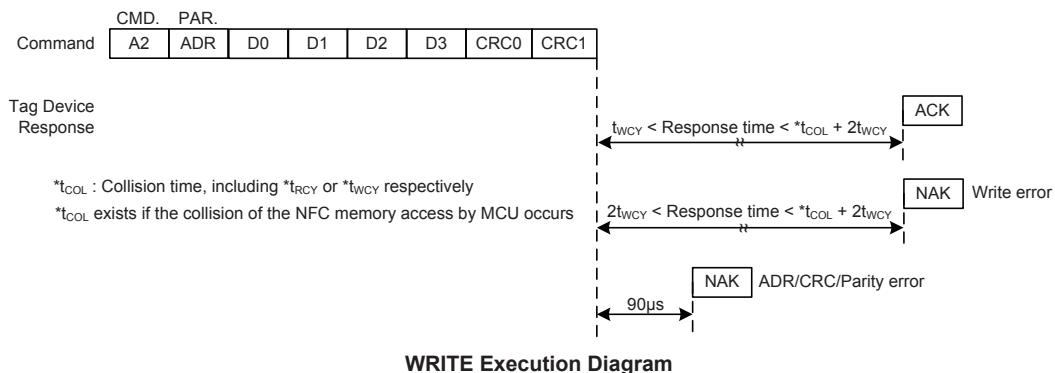 CMD. PAR.
Command A2 ADR D0 D1 D2 D3 CRC0 CRC1
Tag Device
Response
ACK
tWCY < Response time < *tCOL + 2tWCY
*tCOL : Collision time, including *tRCY or *tWCY respectively
*tCOL exists if the collision of the NFC memory access by MCU occurs
NAK Write error
2tWCY < Response time < *tCOL + 2tWCY
NAK ADR/CRC/Parity error
90µs
WRITE Execution Diagram